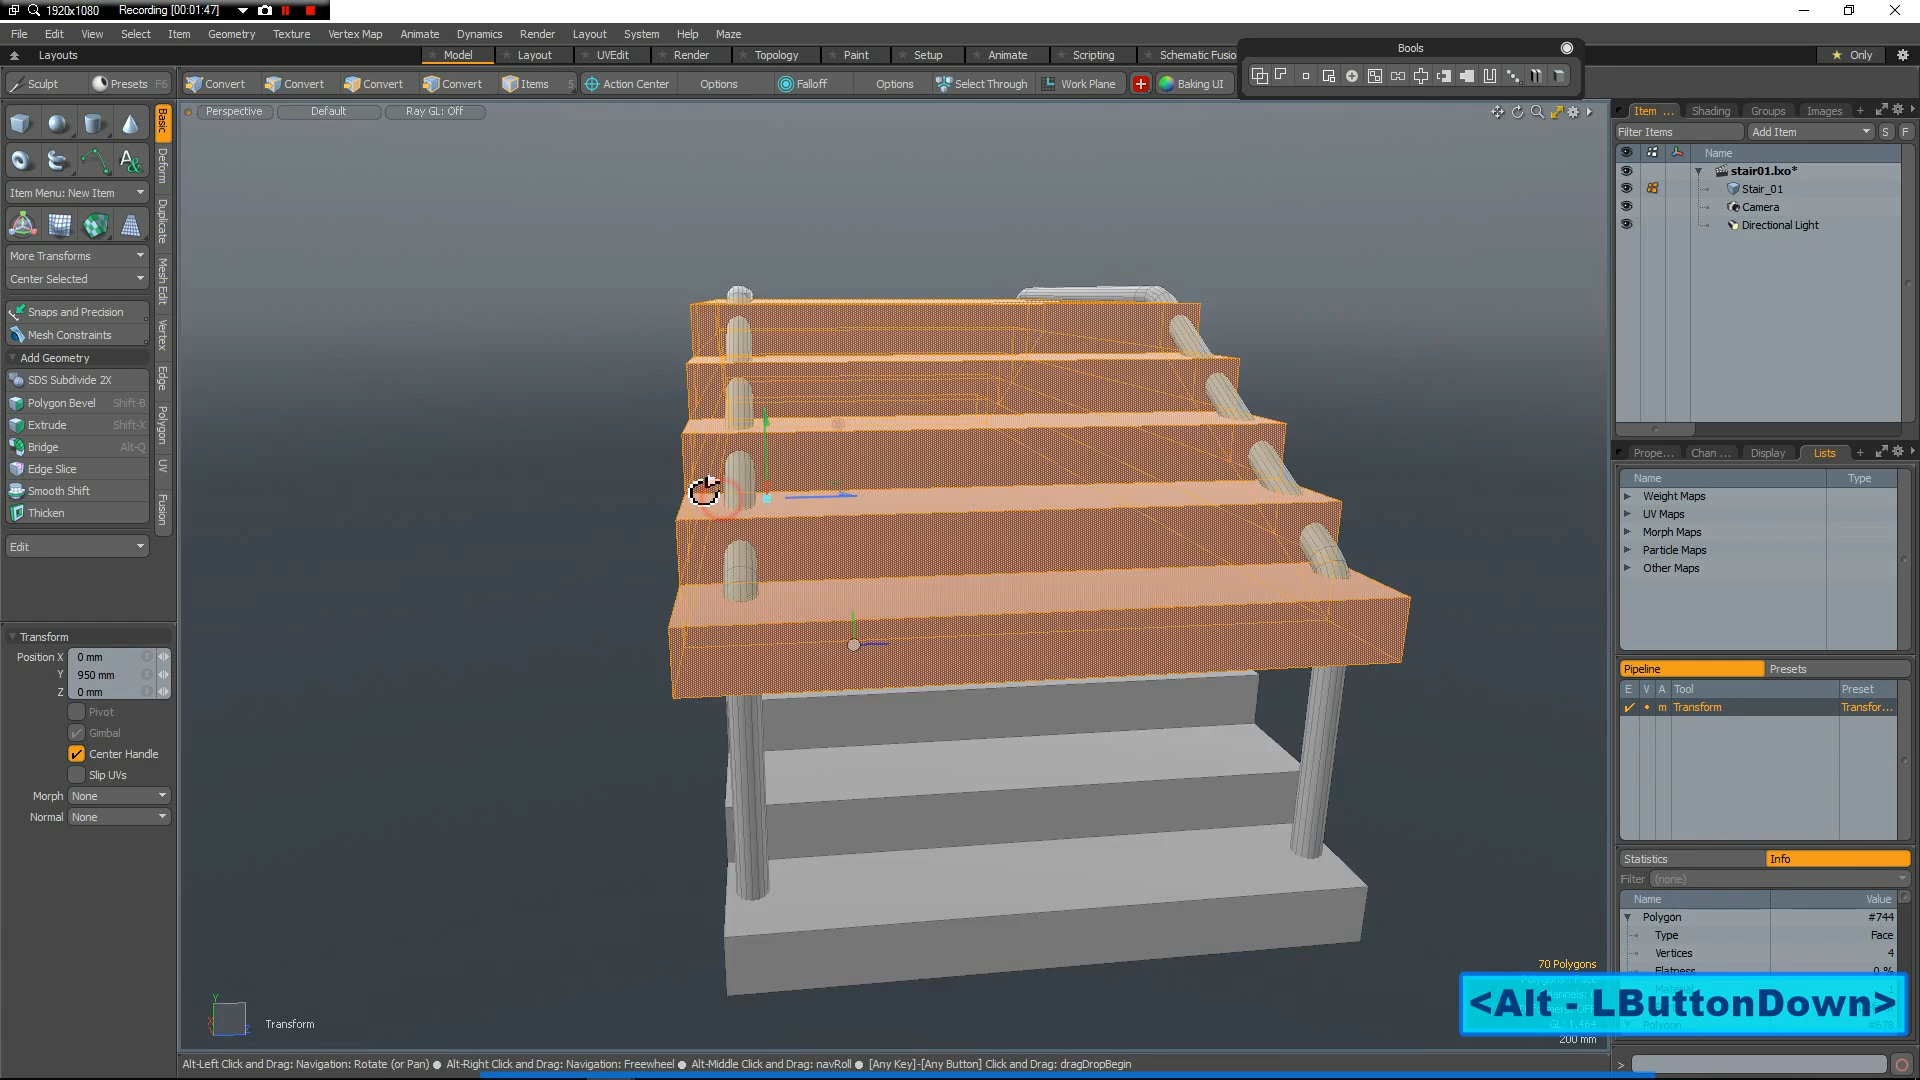 1920x1080 Recording [00:01:47]
File Edit View Select Item Geometry Texture Vertex Map Animate Dynamics Render Layout System Help Maze
Layouts
Model Layout UVEdit Render Topology Paint Setup Animate Scripting Schematic Fusio
Bools
Only
Sculpt Presets F6 Convert Convert Convert Convert Items 5 Action Center Options Falloff Options Select Through Work Plane Baking UI
Perspective Default Ray GL: Off
Basic
Deform
Duplicate
Mesh Edit
Vertex
Edge
Polygon
UV
Fusion
Item Menu: New Item
More Transforms
Center Selected
Snaps and Precision
Mesh Constraints
Add Geometry
SDS Subdivide 2X
Polygon Bevel Shift-B
Extrude Shift-X
Bridge Alt-Q
Edge Slice
Smooth Shift
Thicken
Edit
Transform
Position X 0 mm
Y 950 mm
Z 0 mm
Pivot
Gimbal
Center Handle
Slip UVs
Morph None
Normal None
Item ... Shading Groups Images +
Filter Items Add Item S F
Name
stair01.lxo*
Stair_01
Camera
Directional Light
Prope... Chan ... Display Lists +
Name Type
Weight Maps
UV Maps
Morph Maps
Particle Maps
Other Maps
Pipeline Presets
E V A Tool Preset
m Transform Transfor...
Statistics Info
Filter (none)
Name Value
Polygon #744
Type Face
Vertices 4
Flatness 0 %
70 Polygons
<Alt - LButtonDown>
GL: 1,464
Polygon #678
200 mm
Y
X
Z
Transform
Alt-Left Click and Drag: Navigation: Rotate (or Pan) ● Alt-Right Click and Drag: Navigation: Freewheel ● Alt-Middle Click and Drag: navRoll ● [Any Key]-[Any Button] Click and Drag: dragDropBegin
>